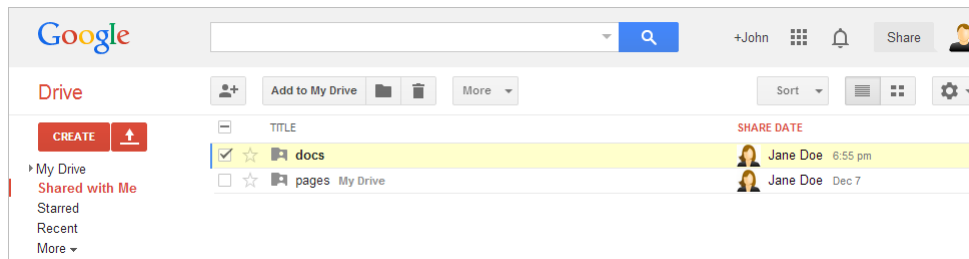 Google
+John
Share
Drive
Add to My Drive
More
Sort
CREATE
TITLE
SHARE DATE
docs
Jane Doe 6:55 pm
pages My Drive
Jane Doe Dec 7
My Drive
Shared with Me
Starred
Recent
More